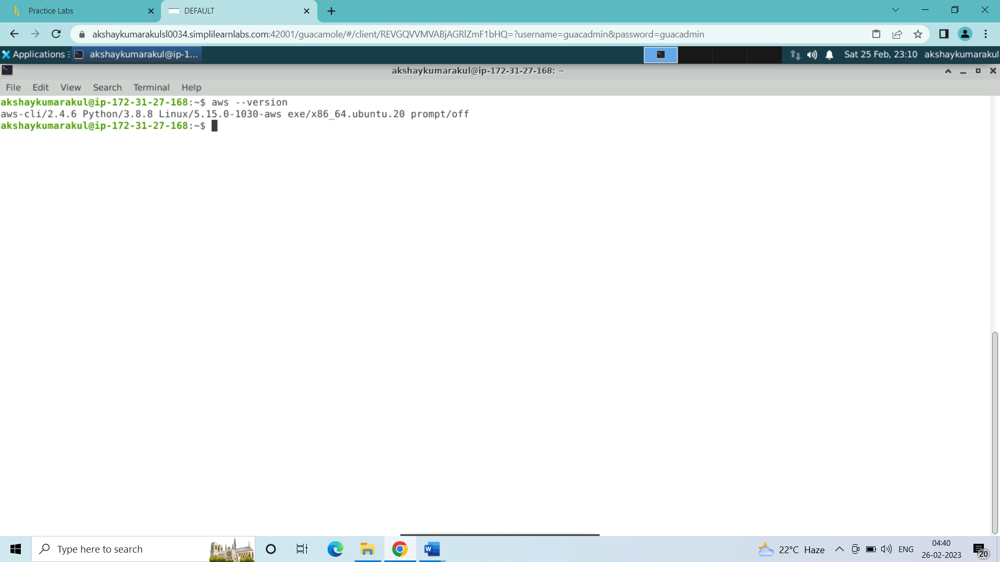 Practice Labs
DEFAULT
akshaykumarakulsl0034.simplilearnlabs.com:42001/guacamole/#/client/REVGQVVMVABjAGRlZmF1bHQ=?username=guacadmin&password=guacadmin
Applications akshaykumarakul@ip-1... Sat 25 Feb, 23:10 akshaykumarakul
akshaykumarakul@ip-172-31-27-168: ~
File Edit View Search Terminal Help
akshaykumarakul@ip-172-31-27-168:~$ aws --version
aws-cli/2.4.6 Python/3.8.8 Linux/5.15.0-1030-aws exe/x86_64.ubuntu.20 prompt/off
akshaykumarakul@ip-172-31-27-168:~$
Type here to search
22°C Haze
ENG
04:40
26-02-2023
20